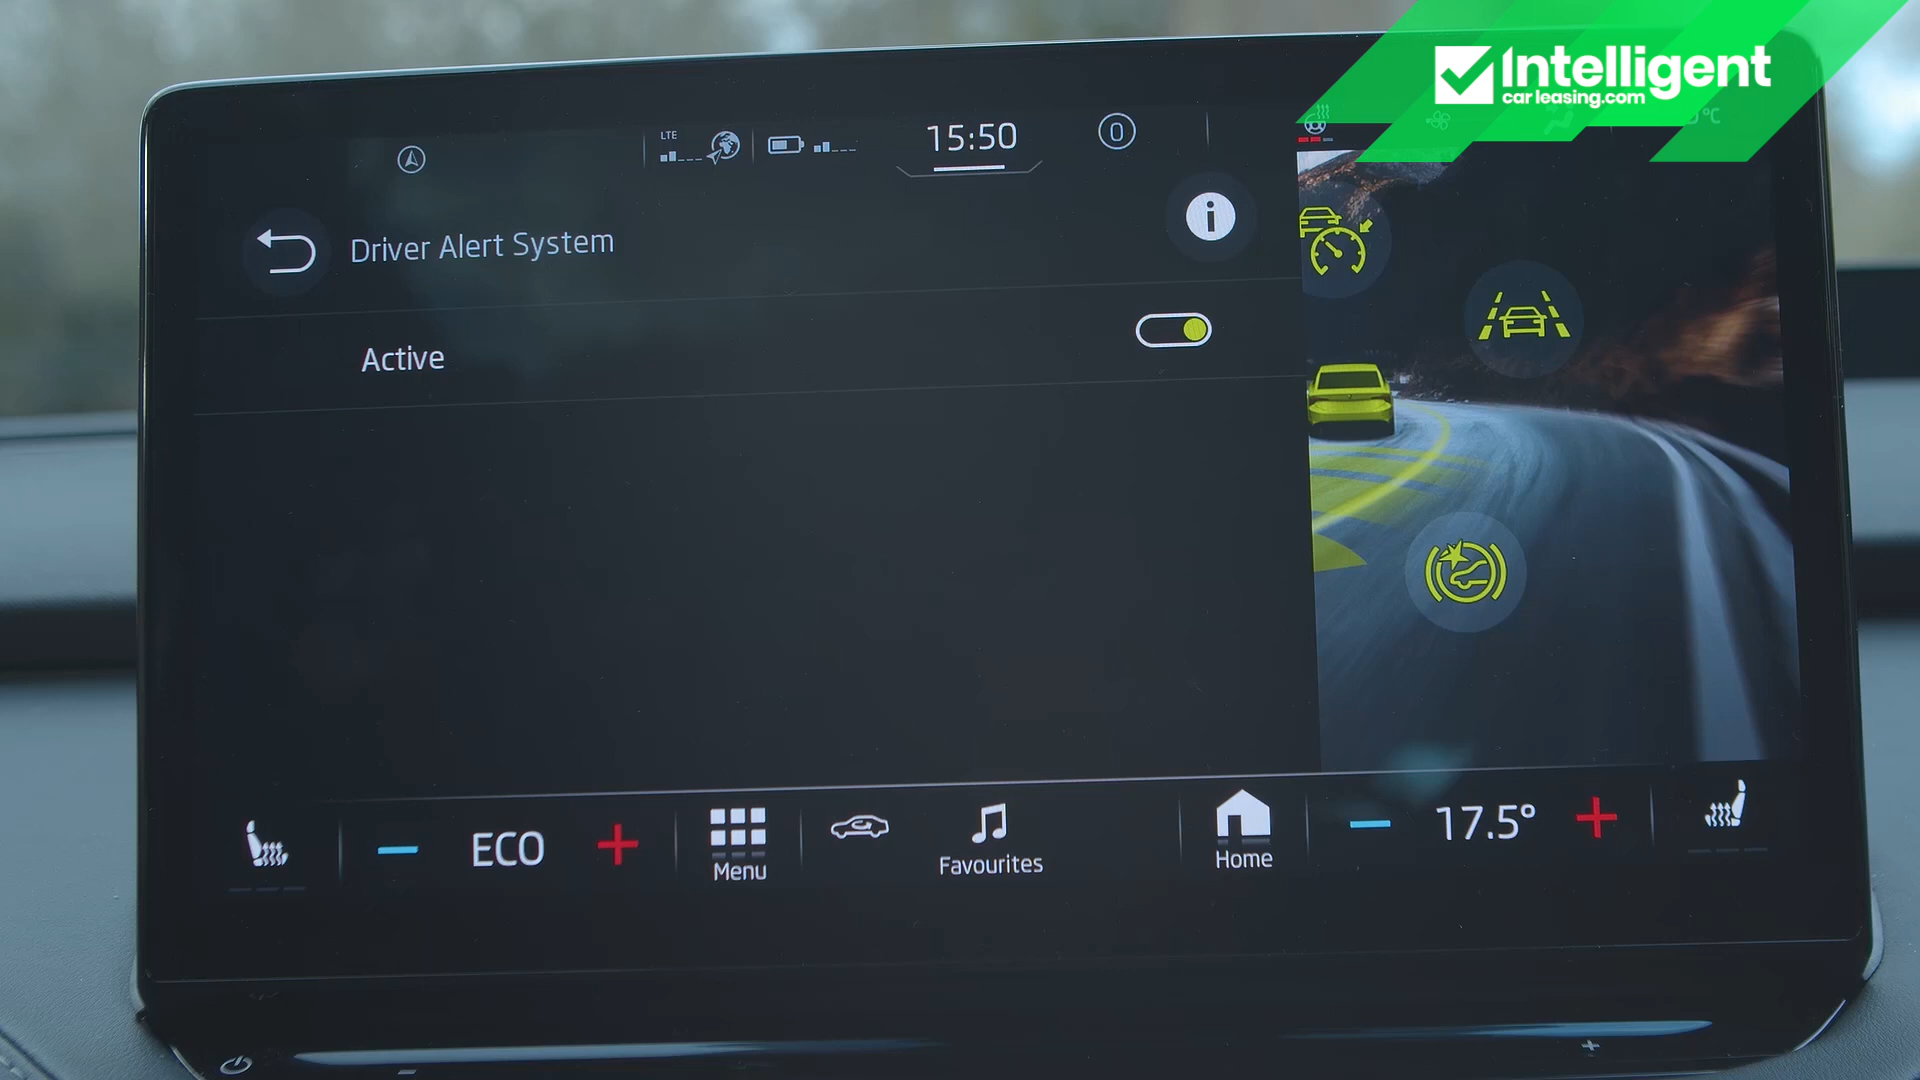 Intelligent
car leasing.com
LTE
15:50
0
°C
Driver Alert System
i
Active
ECO
Menu
Favourites
Home
17.5°